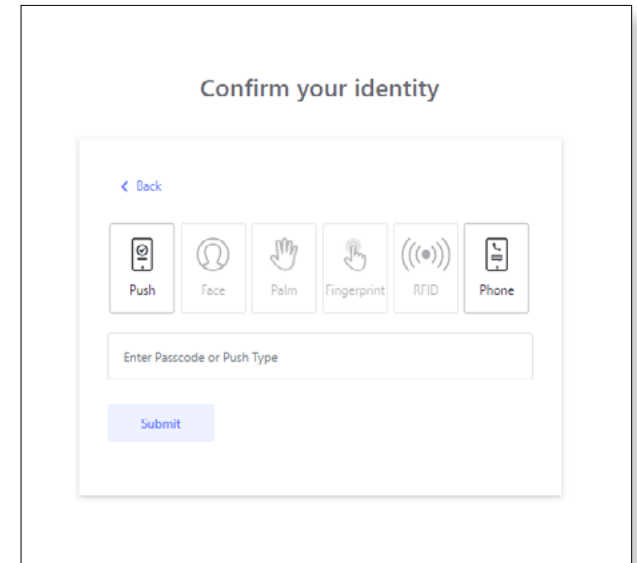 Confirm your identity
Back
Push Face Palm Fingerprint RFID Phone
Enter Passcode or Push Type
Submit